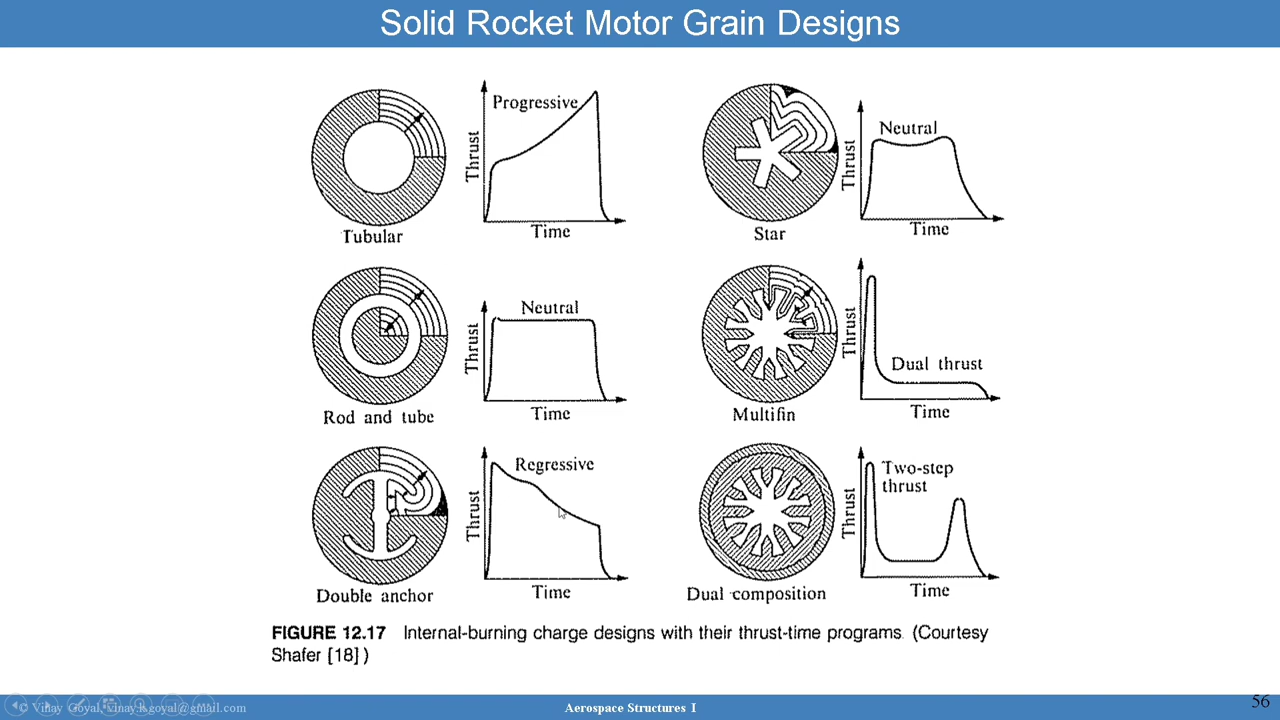 Solid Rocket Motor Grain Designs
Progressive
Thrust
Time
Tubular
Neutral
Thrust
Time
Star
Neutral
Thrust
Time
Rod and tube
Dual thrust
Thrust
Time
Multifin
Regressive
Thrust
Time
Double anchor
Two-step
thrust
Thrust
Time
Dual composition
FIGURE 12.17 Internal-burning charge designs with their thrust-time programs. (Courtesy
Shafer [18])
© Vinay Goyal, vinay.k.goyal@gmail.com
Aerospace Structures I
56